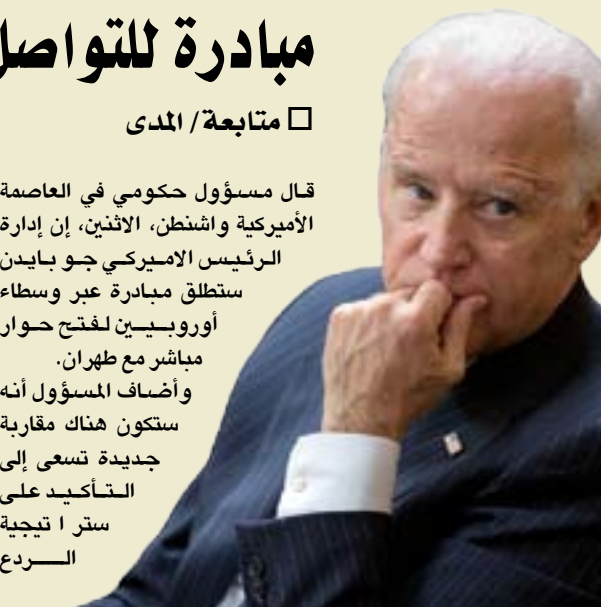 مبادرة للتواصل
□ متابعة/ المدى
قال مسؤول حكومي في العاصمة
الأميركية واشنطن، الاثنين، إن إدارة
الرئيس الاميركي جو بايدن
ستطلق مبادرة عبر وسطاء
أوروبيين لفتح حوار
مباشر مع طهران.
وأضاف المسؤول أنه
ستكون هناك مقاربة
جديدة تسعى إلى
التأكيد على
ستر ا تيجية
الردع